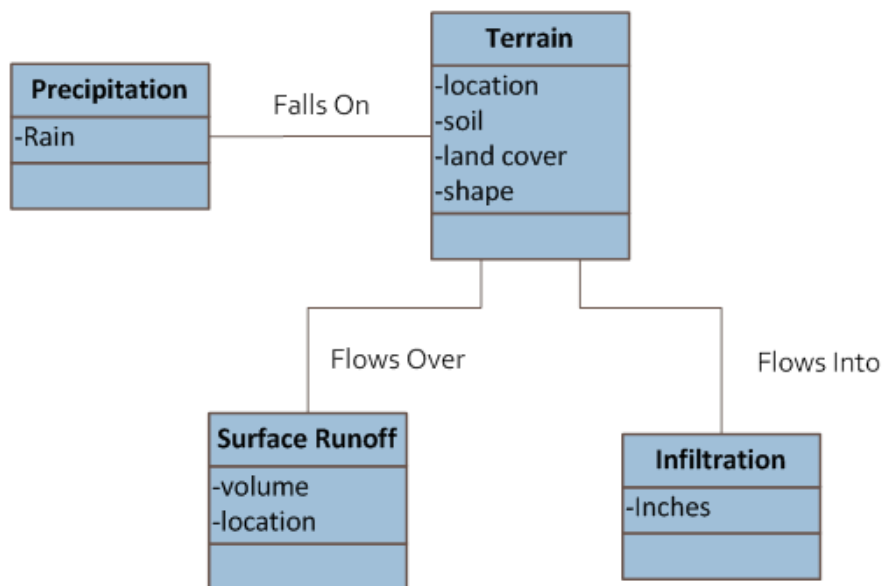 Precipitation
-Rain
Falls On
Terrain
-location
-soil
-land cover
-shape
Flows Over
Flows Into
Surface Runoff
-volume
-location
Infiltration
-Inches